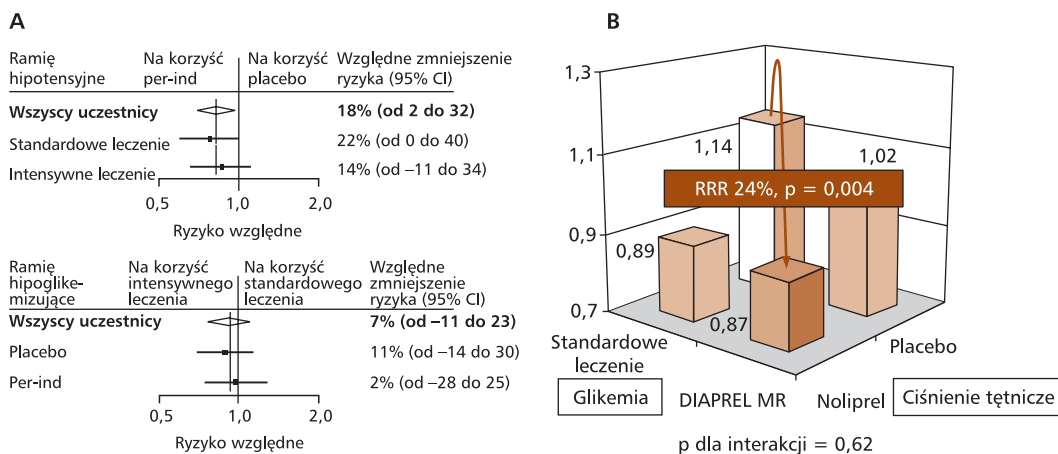 A
Ramię
hipotensyjne
Na korzyść
per-ind
Na korzyść
placebo
Względne zmniejszenie
ryzyka (95% CI)
Wszyscy uczestnicy
18% (od 2 do 32)
Standardowe leczenie
22% (od 0 do 40)
Intensywne leczenie
14% (od –11 do 34)
0,5
1,0
2,0
Ryzyko względne
Ramię
hipoglike-
mizujące
Na korzyść
intensywnego
leczenia
Na korzyść
standardowego
leczenia
Względne
zmniejszenie
ryzyka (95% CI)
Wszyscy uczestnicy
7% (od –11 do 23)
Placebo
11% (od –14 do 30)
Per-ind
2% (od –28 do 25)
0,5
1,0
2,0
Ryzyko względne
B
1,3
1,1
0,9
0,7
1,14
1,02
RRR 24%, p = 0,004
0,89
0,87
Standardowe
leczenie
Placebo
Glikemia
DIAPREL MR
Noliprel
Ciśnienie tętnicze
p dla interakcji = 0,62